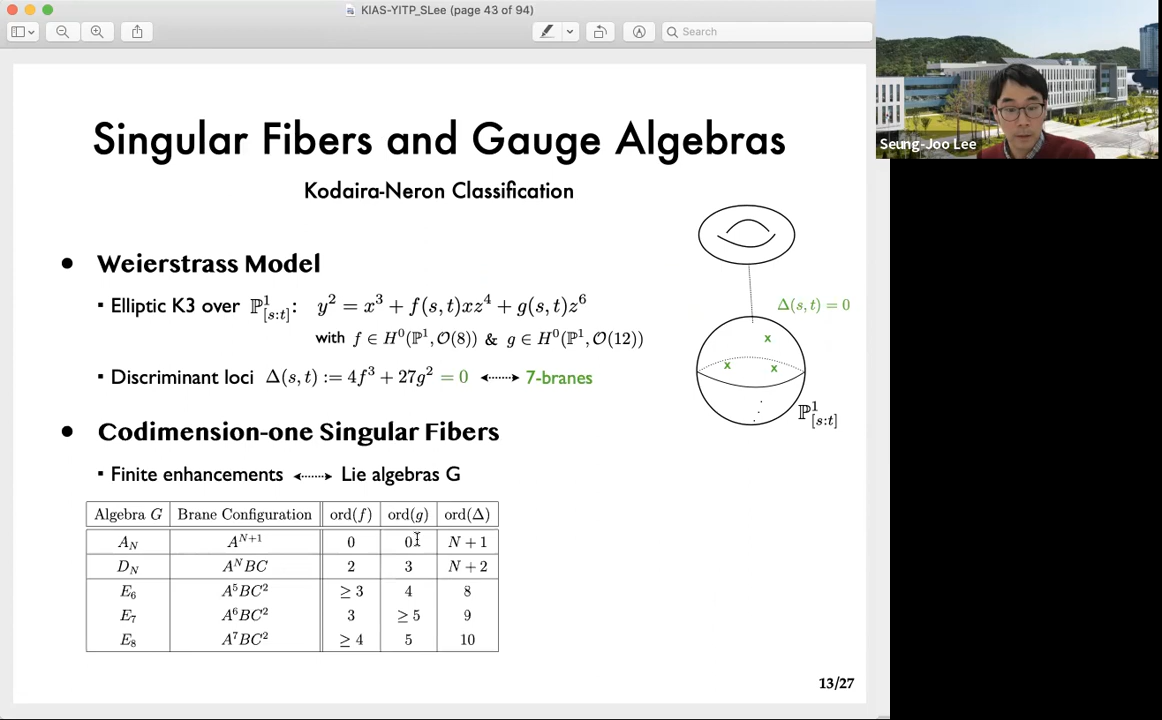 KIAS-YITP_SLee (page 43 of 94)
Search
Seung-Joo Lee
Singular Fibers and Gauge Algebras
Kodaira-Neron Classification
• Weierstrass Model
▪ Elliptic K3 over ℙ¹[s:t]: y² = x³ + f(s,t)xz⁴ + g(s,t)z⁶
with f ∈ H⁰(ℙ¹, 𝒪(8)) & g ∈ H⁰(ℙ¹, 𝒪(12))
▪ Discriminant loci Δ(s,t) := 4f³ + 27g² = 0 ⟷ 7-branes
Δ(s,t) = 0
x
x x
ℙ¹[s:t]
• Codimension-one Singular Fibers
▪ Finite enhancements ⟷ Lie algebras G
Algebra G Brane Configuration ord(f) ord(g) ord(Δ)
A_N A^{N+1} 0 0 N + 1
D_N A^N BC 2 3 N + 2
E₆ A⁵BC² ≥ 3 4 8
E₇ A⁶BC² 3 ≥ 5 9
E₈ A⁷BC² ≥ 4 5 10
13/27